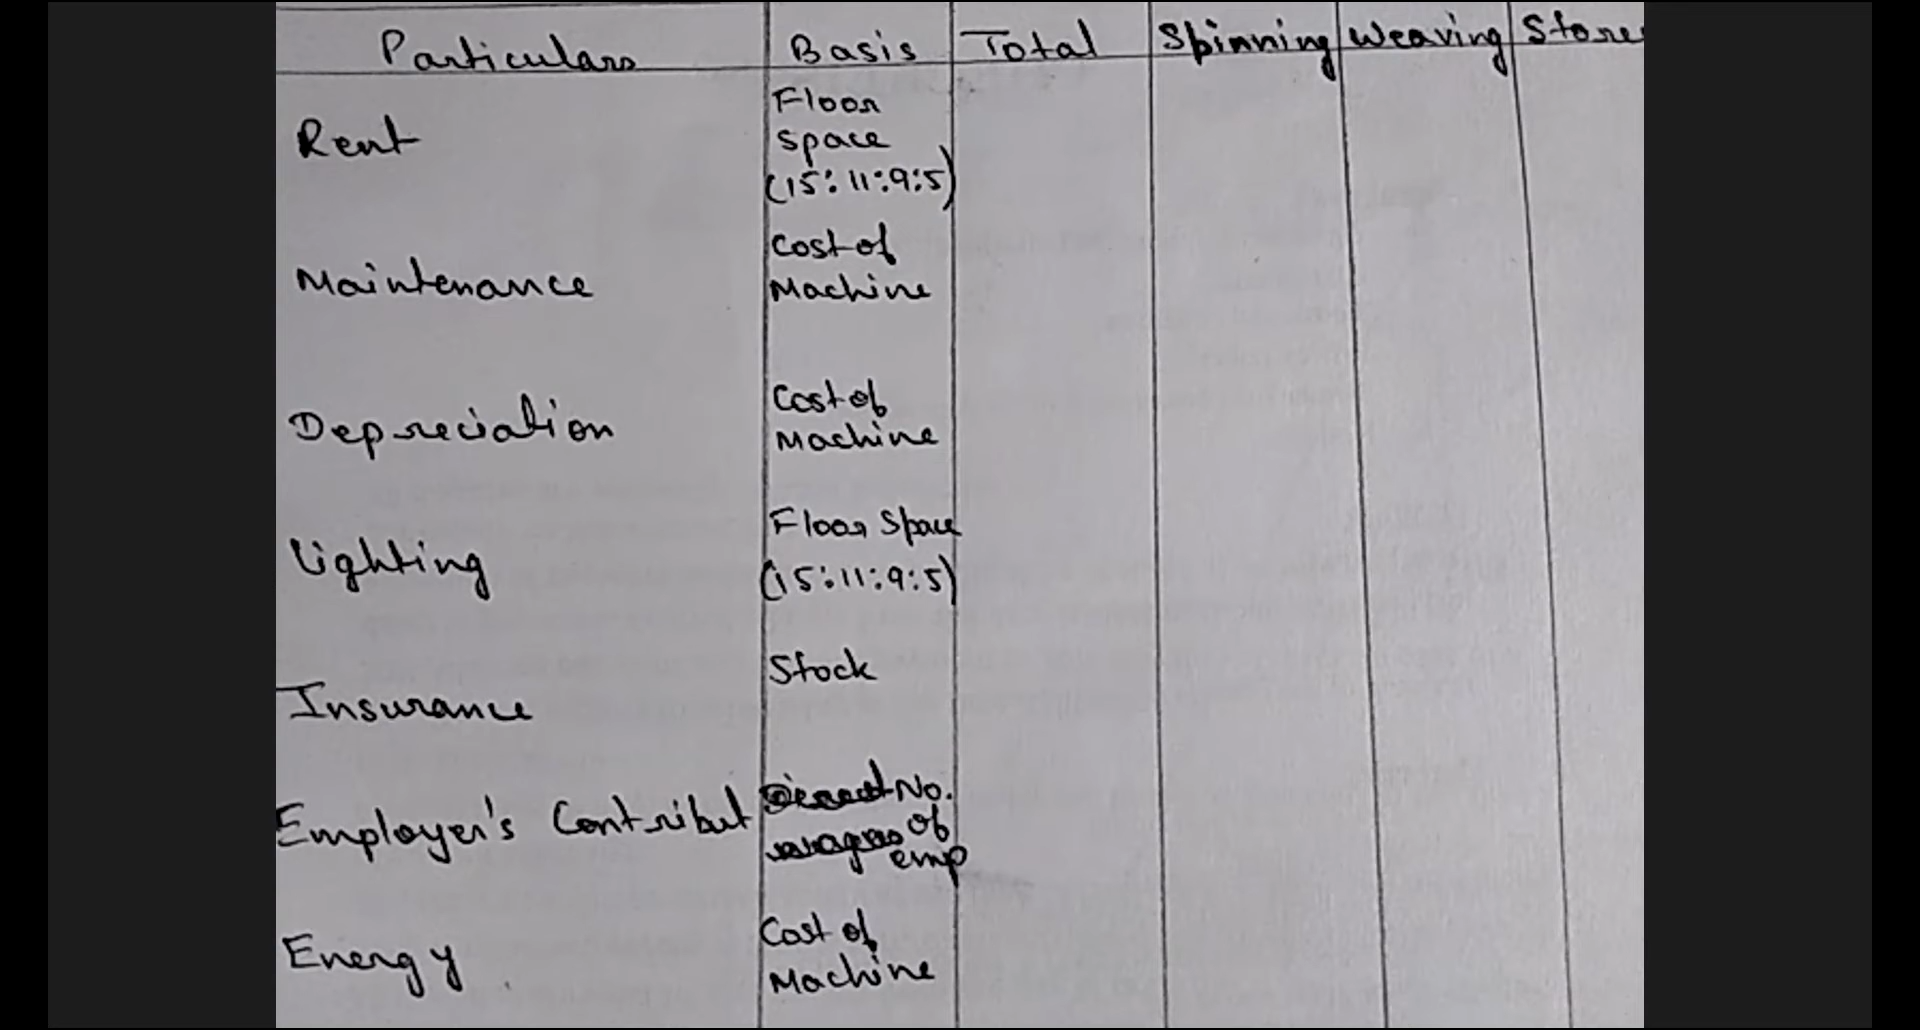 Particulars Basis Total Spinning Weaving Store
Rent Floor
space
(15:11:9:5)
Maintenance Cost of
Machine
Depreciation Cost of
Machine
Lighting Floor Space
(15:11:9:5)
Insurance Stock
Employer's Contribut No.
of
emp
Energy Cost of
Machine